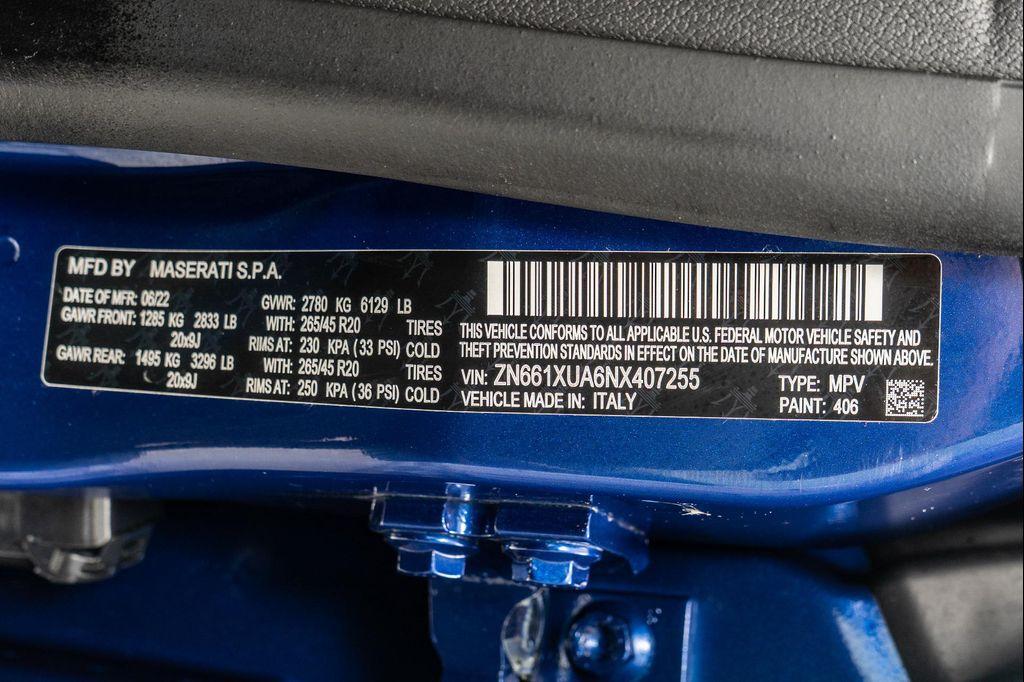 MFD BY MASERATI S.P.A.
DATE OF MFR: 06/22
GAWR FRONT: 1285 KG 2833 LB
20x9J
GAWR REAR: 1495 KG 3296 LB
20x9J
GVWR: 2780 KG 6129 LB
WITH: 265/45 R20 TIRES
RIMS AT: 230 KPA (33 PSI) COLD
WITH: 265/45 R20 TIRES
RIMS AT: 250 KPA (36 PSI) COLD
THIS VEHICLE CONFORMS TO ALL APPLICABLE U.S. FEDERAL MOTOR VEHICLE SAFETY AND
THEFT PREVENTION STANDARDS IN EFFECT ON THE DATE OF MANUFACTURE SHOWN ABOVE.
VIN: ZN661XUA6NX407255
VEHICLE MADE IN: ITALY
TYPE: MPV
PAINT: 406